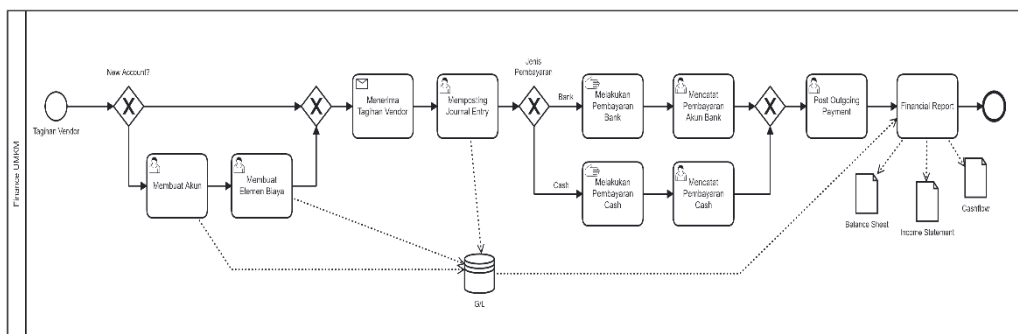 Finance UMKM
Tagihan Vendor
New Account?
Membuat Akun
Membuat
Elemen Biaya
Menerima
Tagihan Vendor
Memposting
Journal Entry
Jenis
Pembayaran
Bank
Cash
Melakukan
Pembayaran
Bank
Mencatat
Pembayaran
Akun Bank
Melakukan
Pembayaran
Cash
Mencatat
Pembayaran
Cash
Post Outgoing
Payment
Financial Report
Balance Sheet
Income Statement
Cashflow
G/L